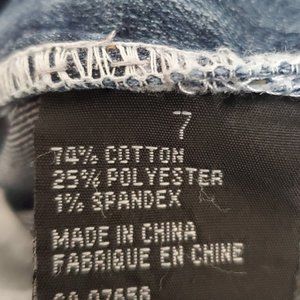 7
74% COTTON
25% POLYESTER
1% SPANDEX
MADE IN CHINA
FABRIQUE EN CHINE